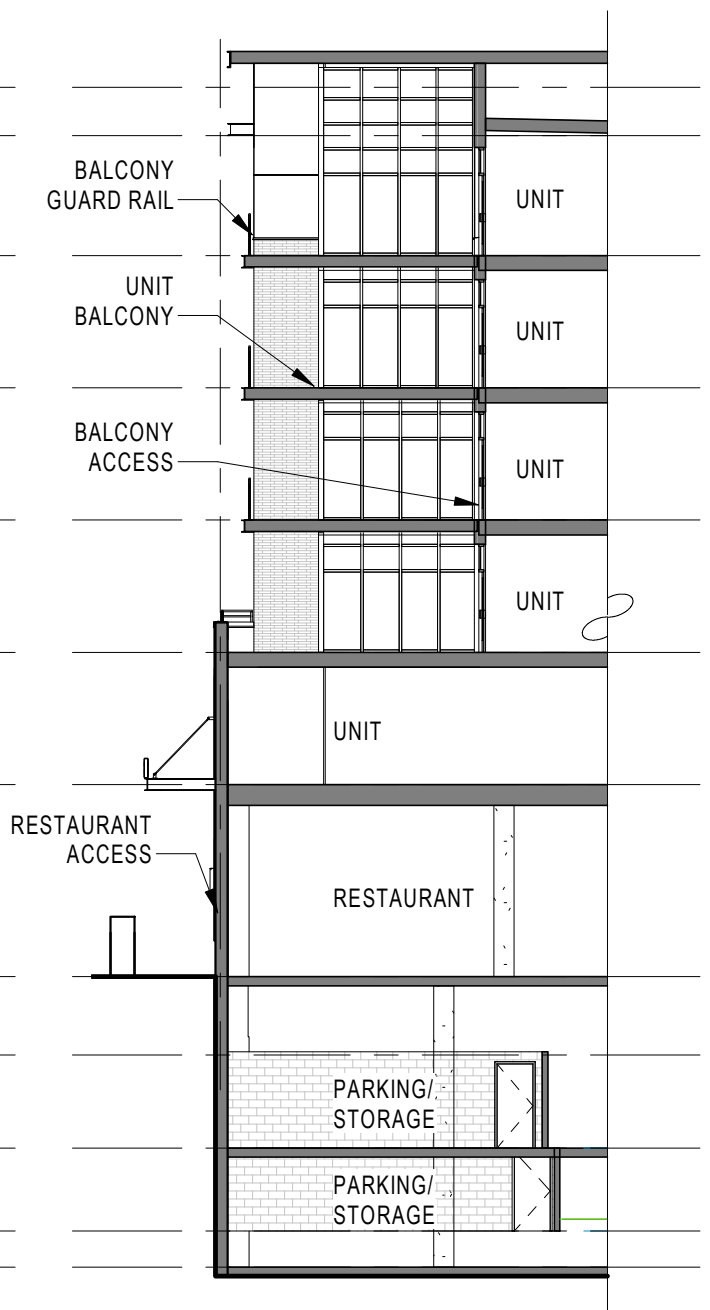 BALCONY
GUARD RAIL
UNIT
UNIT
BALCONY
UNIT
BALCONY
ACCESS
UNIT
UNIT
UNIT
RESTAURANT
ACCESS
RESTAURANT
PARKING/
STORAGE
PARKING/
STORAGE